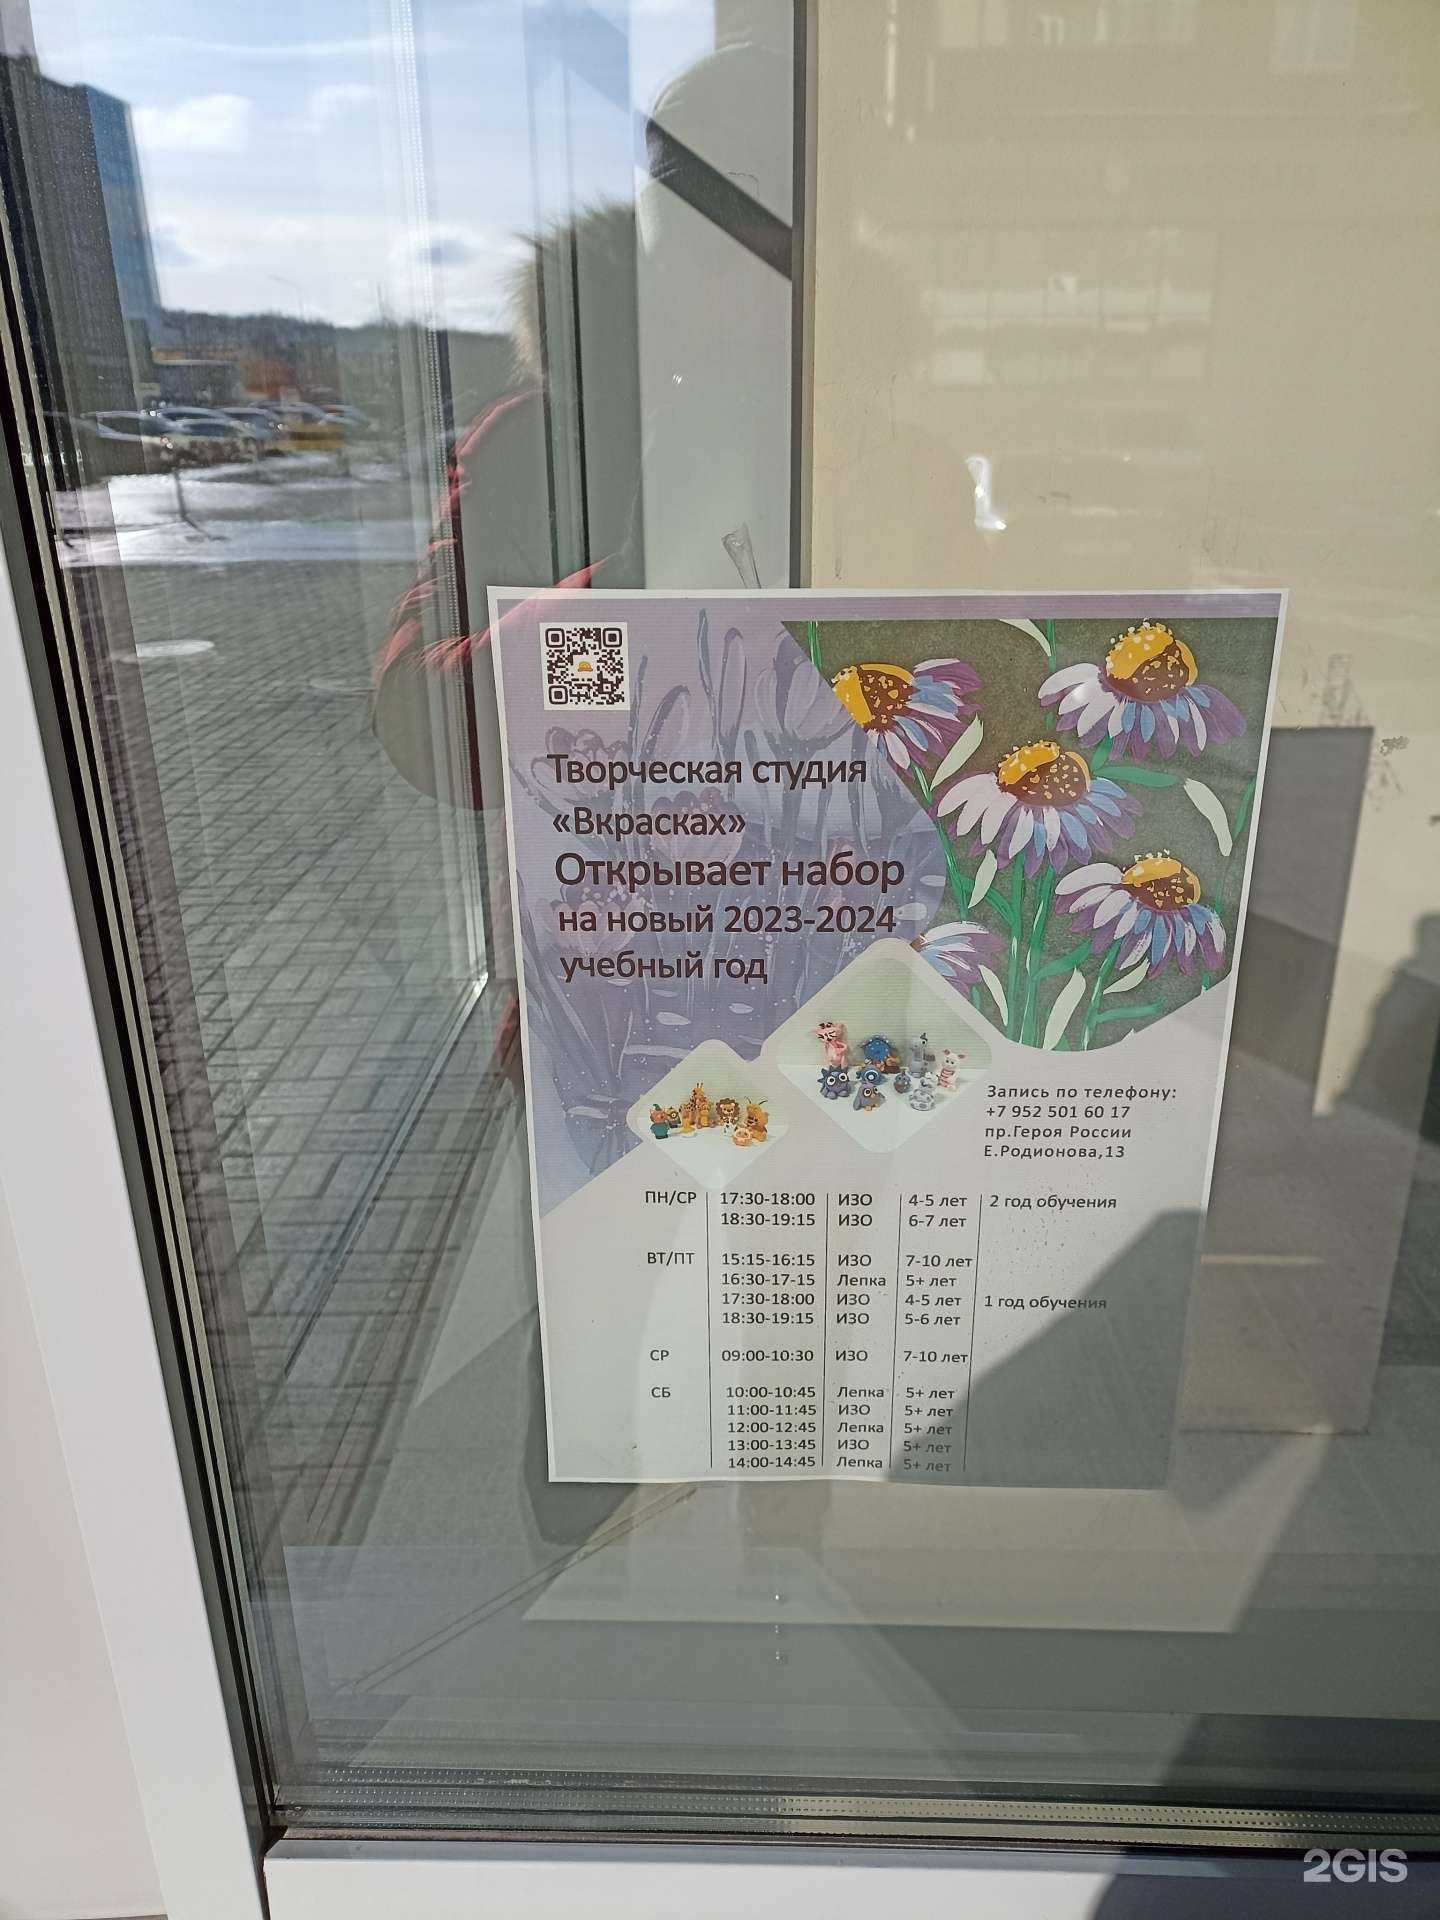 Творческая студия
«Вкрасках»
Открывает набор
на новый 2023-2024
учебный год
Запись по телефону:
+7 952 501 60 17
пр.Героя России
Е.Родионова,13
ПН/СР 17:30-18:00 ИЗО 4-5 лет 2 год обучения
18:30-19:15 ИЗО 6-7 лет
ВТ/ПТ 15:15-16:15 ИЗО 7-10 лет
16:30-17-15 Лепка 5+ лет
17:30-18:00 ИЗО 4-5 лет 1 год обучения
18:30-19:15 ИЗО 5-6 лет
СР 09:00-10:30 ИЗО 7-10 лет
СБ 10:00-10:45 Лепка 5+ лет
11:00-11:45 ИЗО 5+ лет
12:00-12:45 Лепка 5+ лет
13:00-13:45 ИЗО 5+ лет
14:00-14:45 Лепка 5+ лет
2GIS